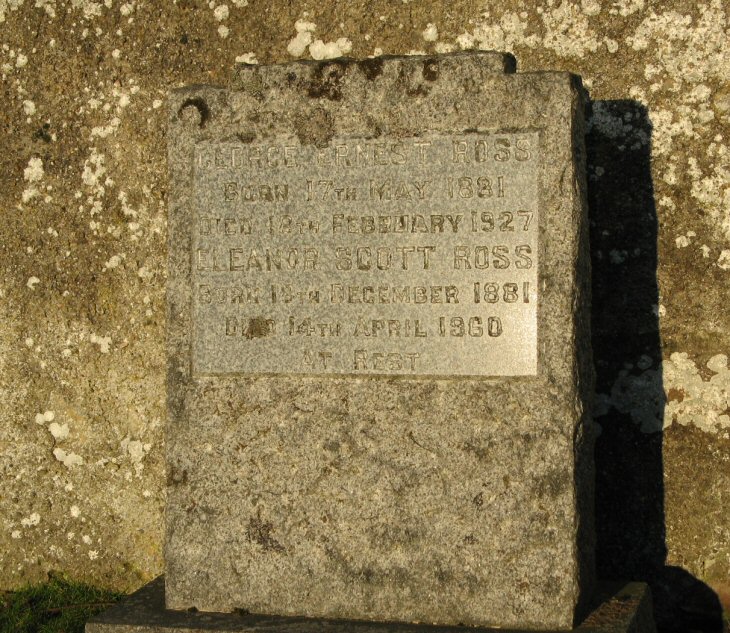 GEORGE ERNEST ROSS
BORN 17TH MAY 1881
DIED 12TH FEBRUARY 1927
ELEANOR SCOTT ROSS
BORN 15TH DECEMBER 1881
DIED 14TH APRIL 1960
AT REST